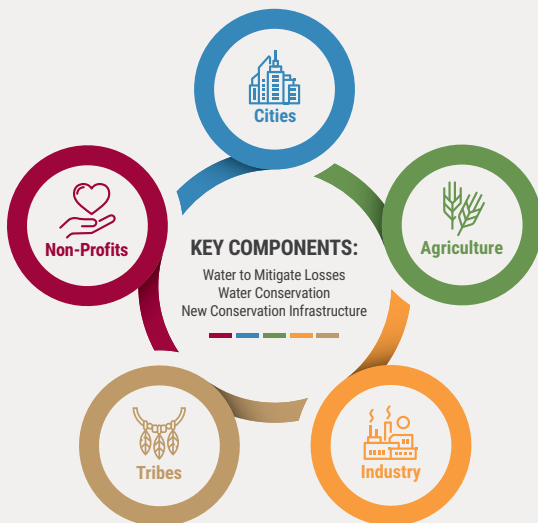 Cities
Non-Profits
Agriculture
KEY COMPONENTS:
Water to Mitigate Losses
Water Conservation
New Conservation Infrastructure
Tribes
Industry